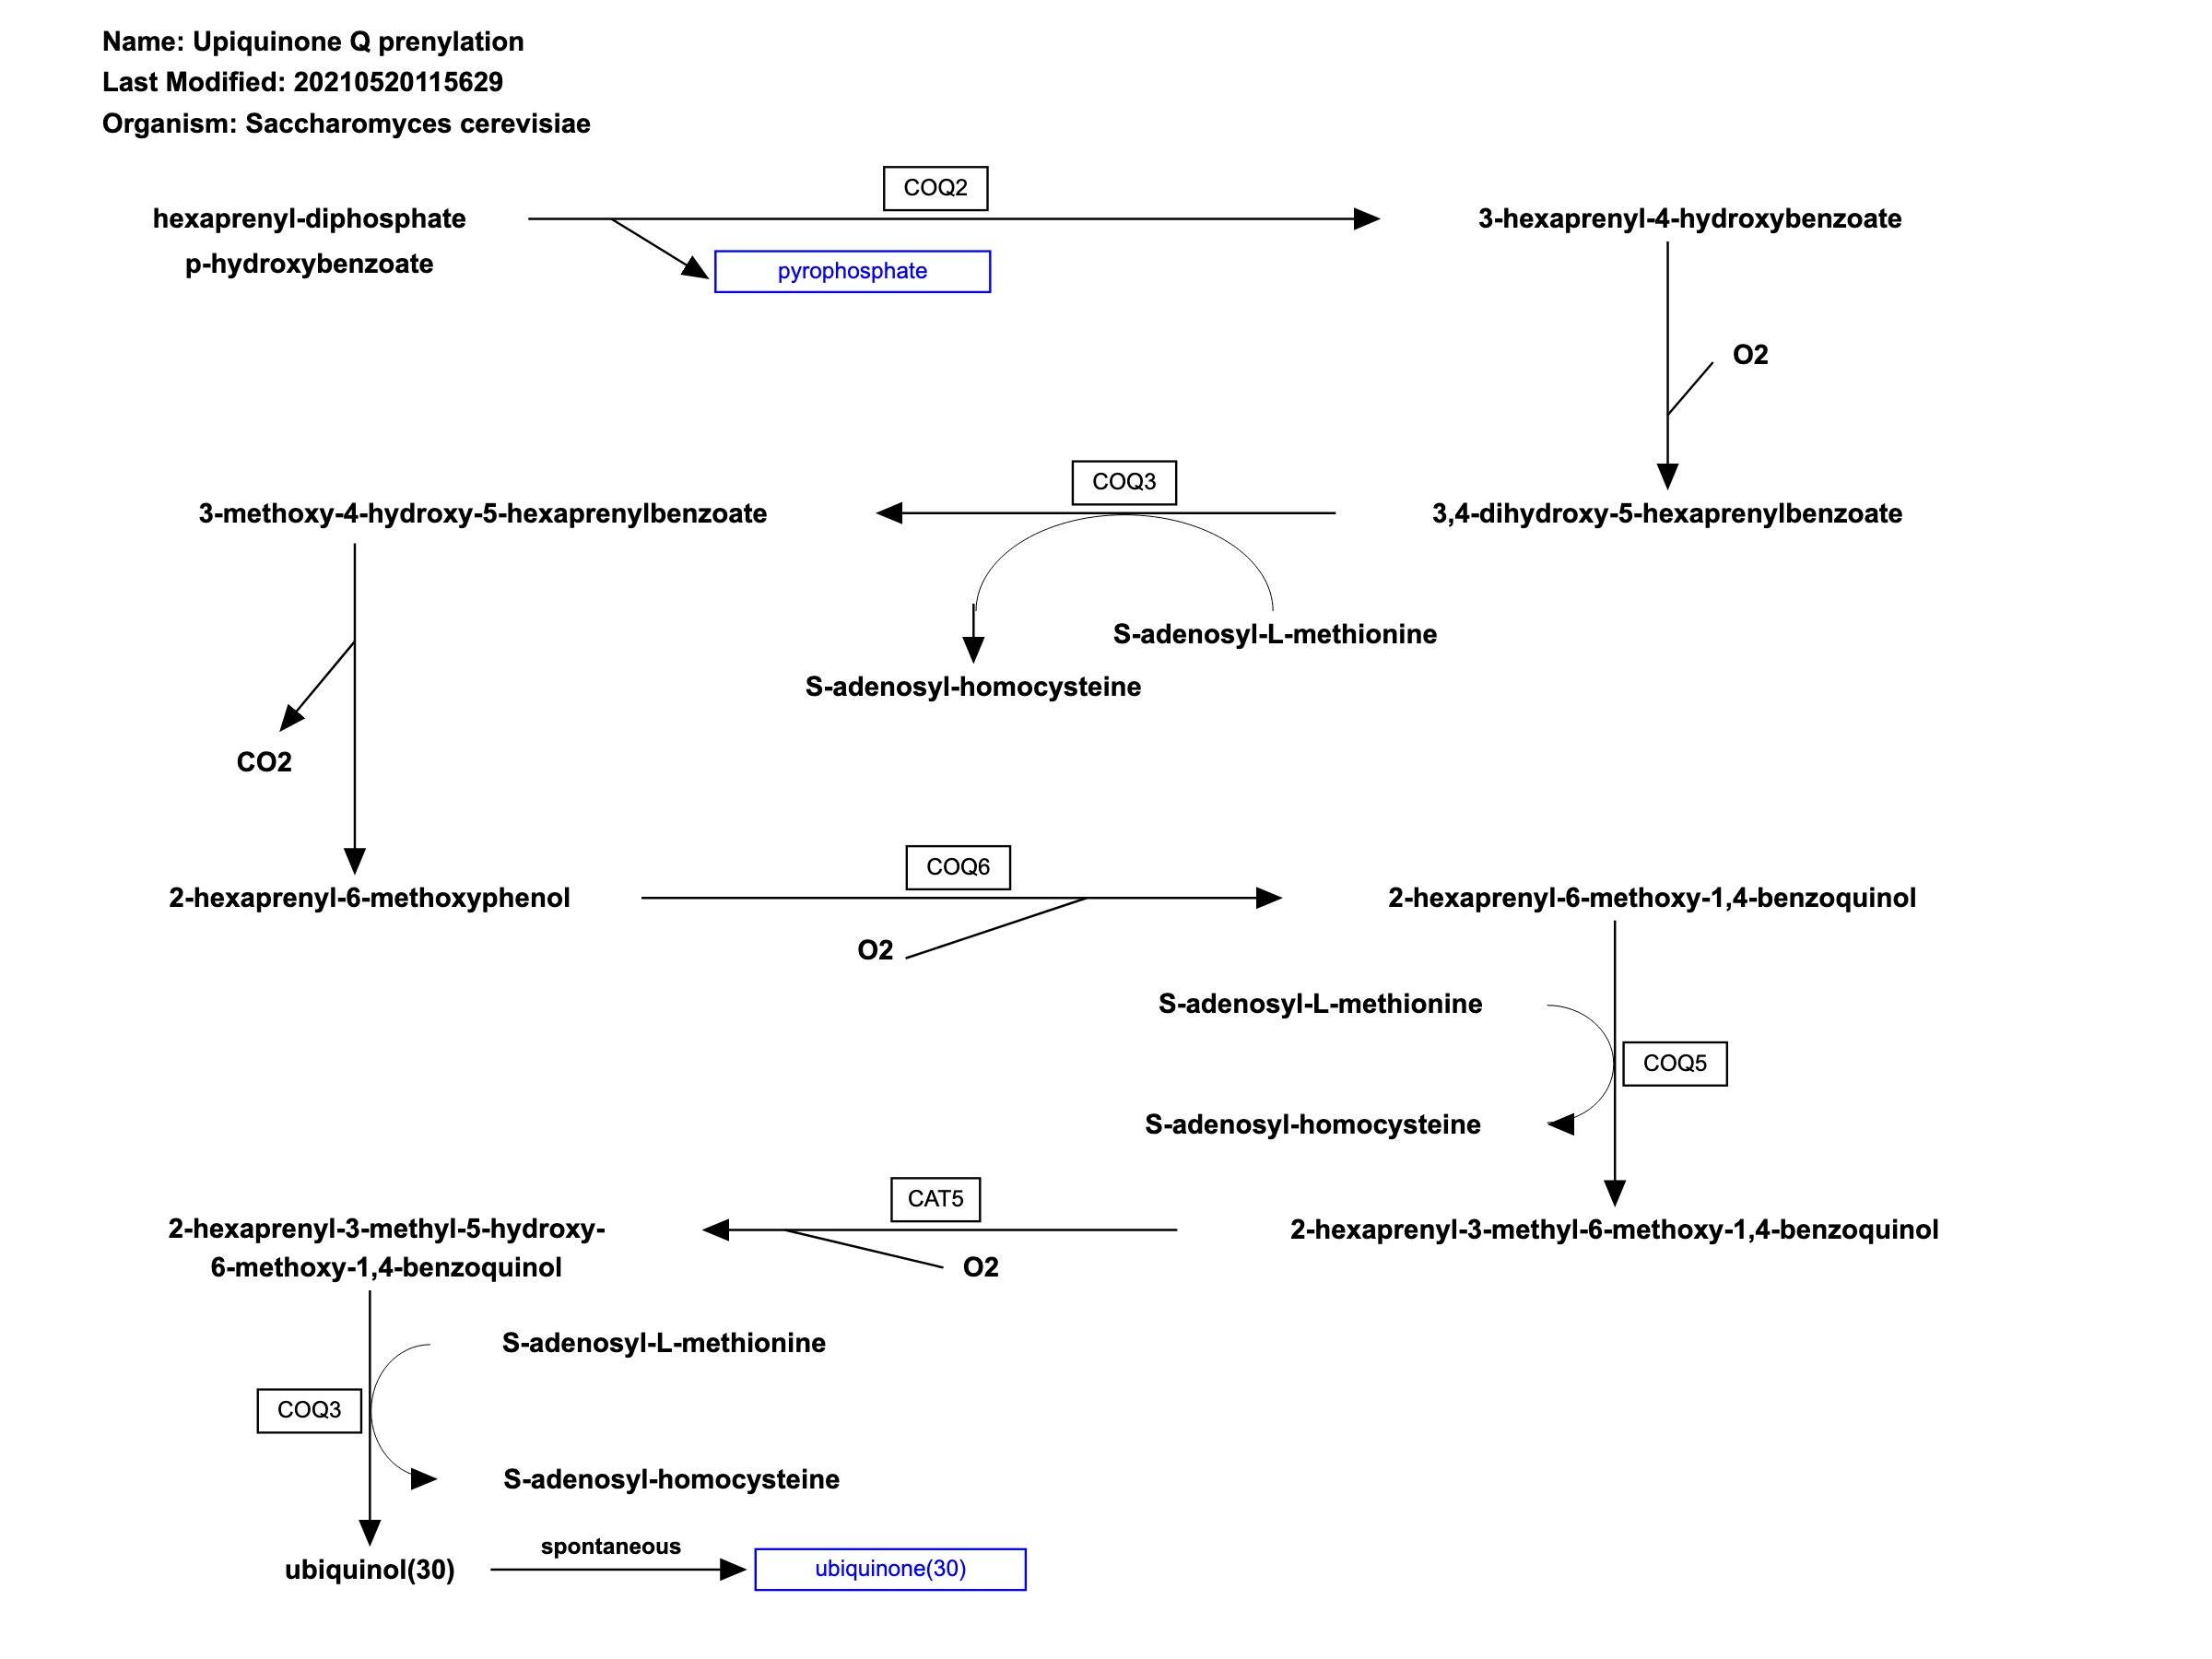 Name: Upiquinone Q prenylation
Last Modified: 20210520115629
Organism: Saccharomyces cerevisiae
COQ2
hexaprenyl-diphosphate
3-hexaprenyl-4-hydroxybenzoate
p-hydroxybenzoate
pyrophosphate
O2
COQ3
3-methoxy-4-hydroxy-5-hexaprenylbenzoate
3,4-dihydroxy-5-hexaprenylbenzoate
S-adenosyl-L-methionine
S-adenosyl-homocysteine
CO2
COQ6
2-hexaprenyl-6-methoxyphenol
2-hexaprenyl-6-methoxy-1,4-benzoquinol
O2
S-adenosyl-L-methionine
COQ5
S-adenosyl-homocysteine
CAT5
2-hexaprenyl-3-methyl-5-hydroxy-
6-methoxy-1,4-benzoquinol
2-hexaprenyl-3-methyl-6-methoxy-1,4-benzoquinol
O2
S-adenosyl-L-methionine
COQ3
S-adenosyl-homocysteine
spontaneous
ubiquinol(30)
ubiquinone(30)